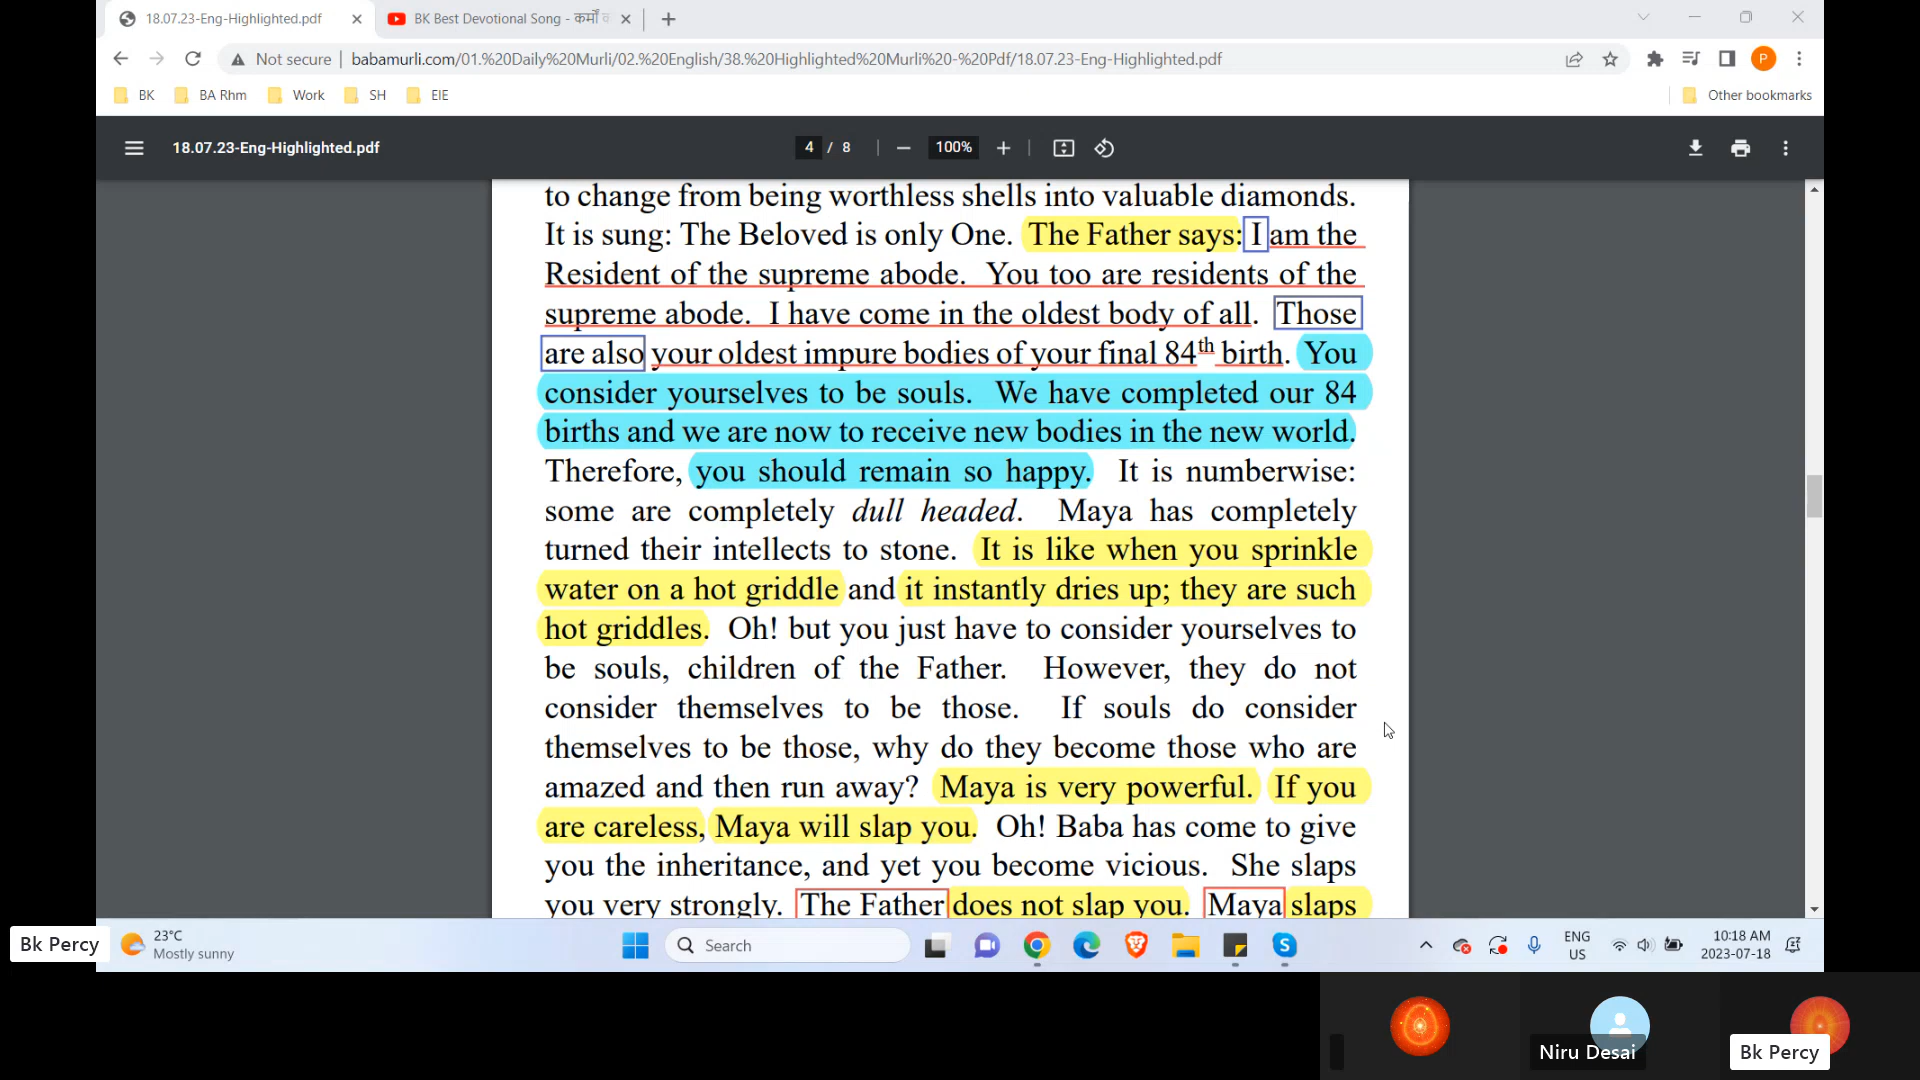 18.07.23-Eng-Highlighted.pdf
BK Best Devotional Song - कर्मों
Not secure
babamurli.com/01.%20Daily%20Murli/02.%20English/38.%20Highlighted%20Murli%20-%20Pdf/18.07.23-Eng-Highlighted.pdf
P
BK BA Rhm Work SH EIE Other bookmarks
18.07.23-Eng-Highlighted.pdf 4 / 8 100%
to change from being worthless shells into valuable diamonds.
It is sung: The Beloved is only One. The Father says: I am the
Resident of the supreme abode. You too are residents of the
supreme abode. I have come in the oldest body of all. Those
are also your oldest impure bodies of your final 84th birth. You
consider yourselves to be souls. We have completed our 84
births and we are now to receive new bodies in the new world.
Therefore, you should remain so happy. It is numberwise:
some are completely dull headed. Maya has completely
turned their intellects to stone. It is like when you sprinkle
water on a hot griddle and it instantly dries up; they are such
hot griddles. Oh! but you just have to consider yourselves to
be souls, children of the Father. However, they do not
consider themselves to be those. If souls do consider
themselves to be those, why do they become those who are
amazed and then run away? Maya is very powerful. If you
are careless, Maya will slap you. Oh! Baba has come to give
you the inheritance, and yet you become vicious. She slaps
you very strongly. The Father does not slap you. Maya slaps
Bk Percy
23°C
Mostly sunny
Search
ENG
US
10:18 AM
2023-07-18
Niru Desai
Bk Percy